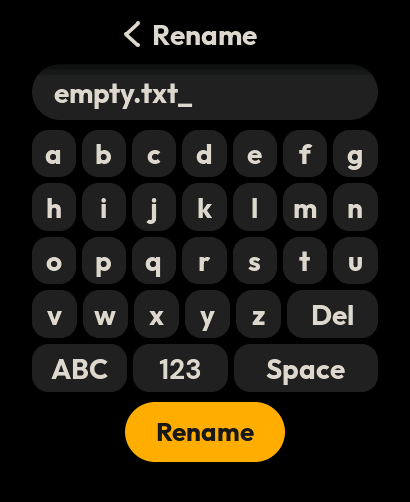 Rename
empty.txt_
a b c d e f g
h i j k l m n
o p q r s t u
v w x y z Del
ABC 123 Space
Rename